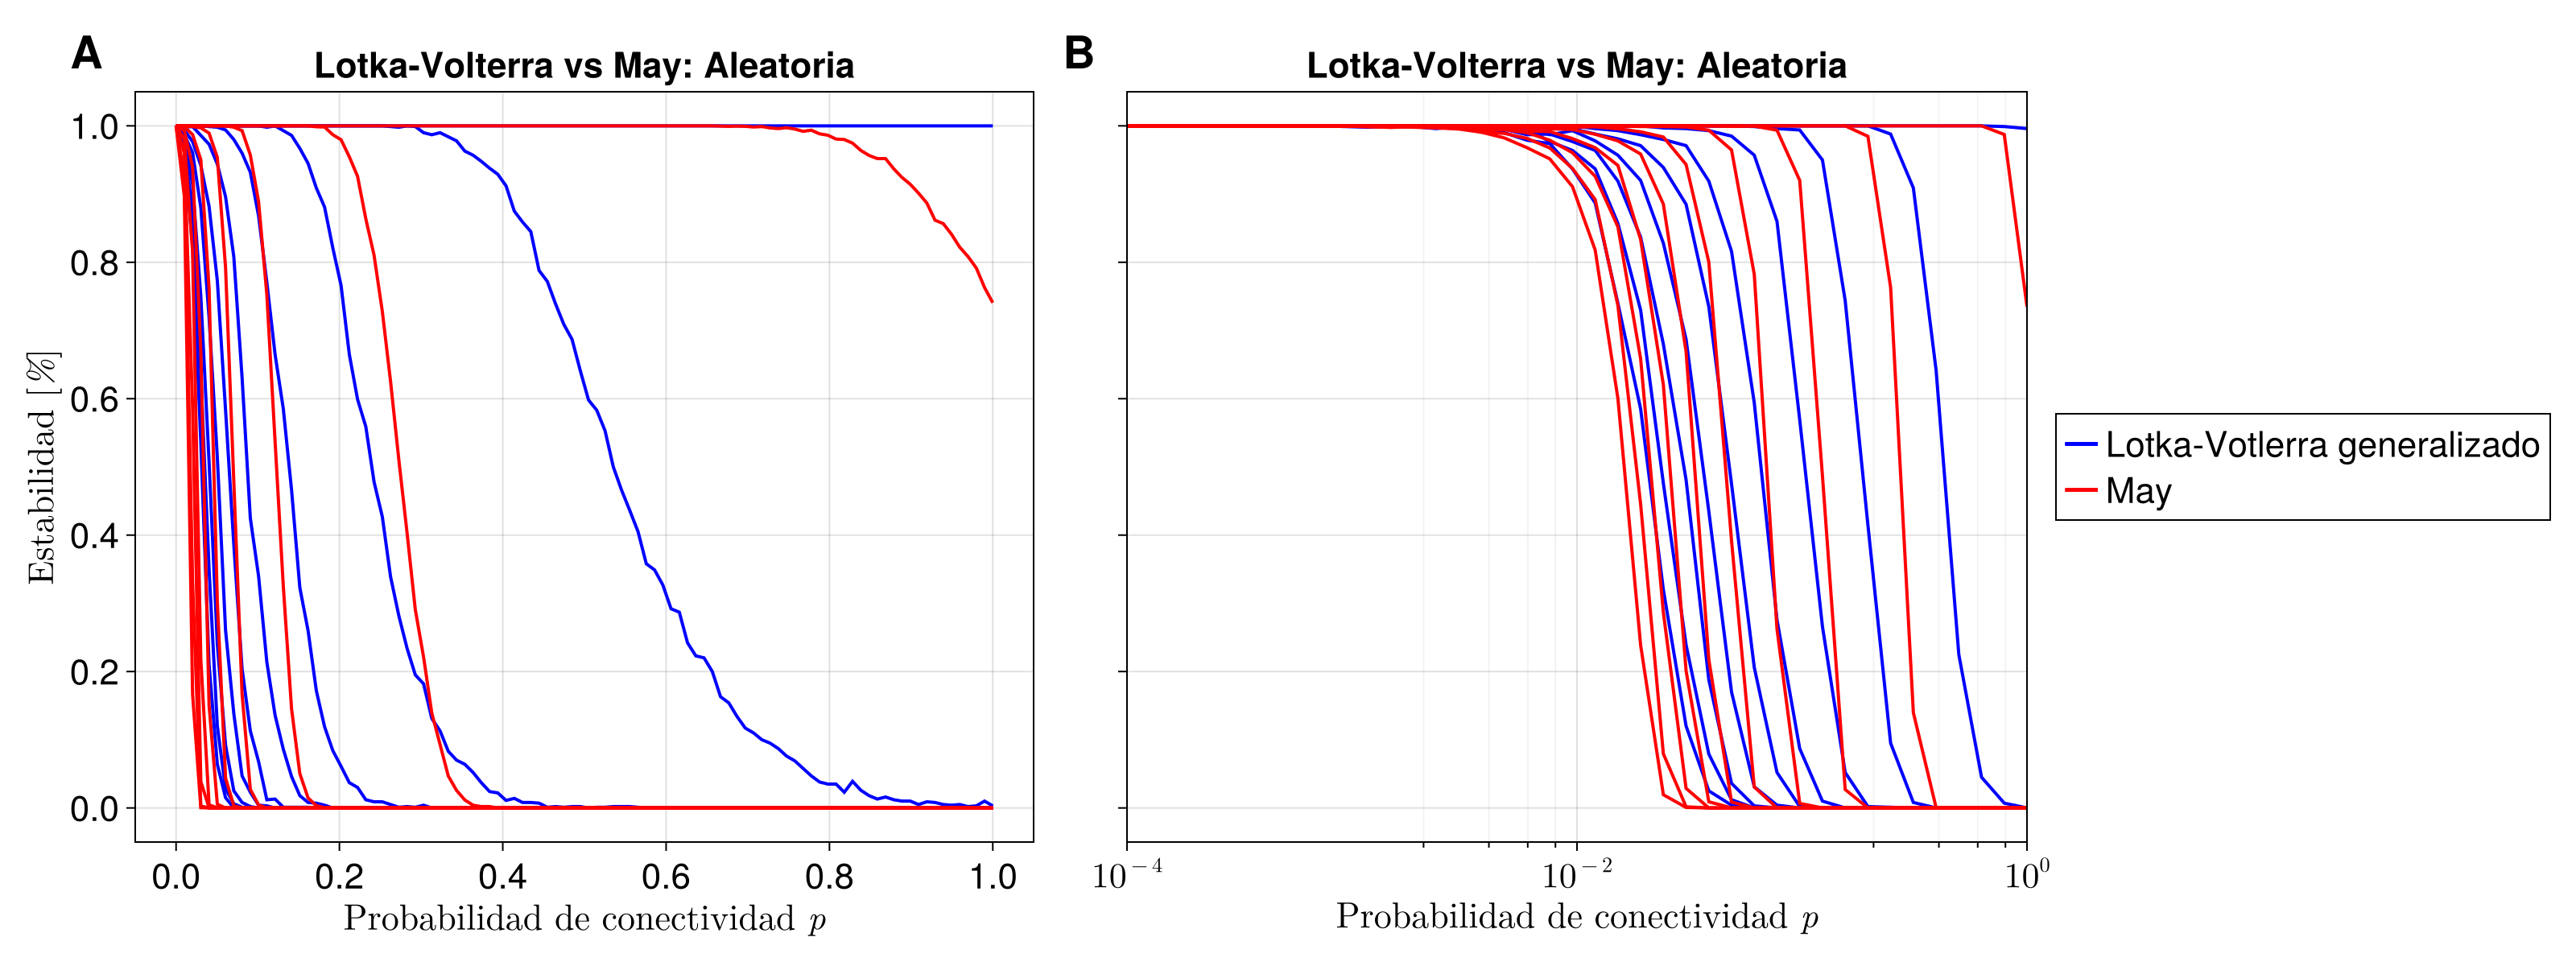 A
Lotka-Volterra vs May: Aleatoria
Estabilidad [%]
1.0
0.8
0.6
0.4
0.2
0.0
0.0 0.2 0.4 0.6 0.8 1.0
Probabilidad de conectividad p
B
Lotka-Volterra vs May: Aleatoria
10⁻⁴ 10⁻² 10⁰
Probabilidad de conectividad p
Lotka-Votlerra generalizado
May